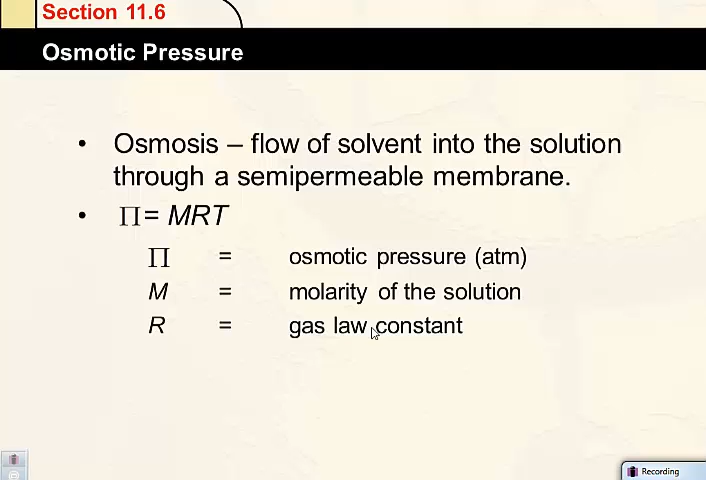 Section 11.6
Osmotic Pressure
• Osmosis – flow of solvent into the solution
through a semipermeable membrane.
• Π = MRT
Π = osmotic pressure (atm)
M = molarity of the solution
R = gas law constant
Recording